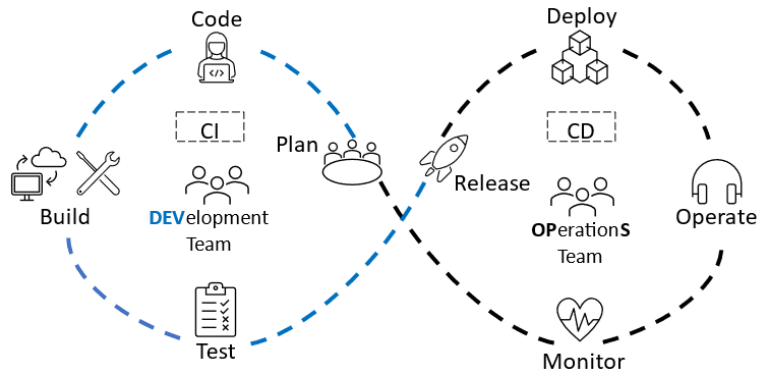 Code
Deploy
CI
CD
Plan
Release
Build
DEVelopment
Team
OPerationS
Team
Operate
Test
Monitor